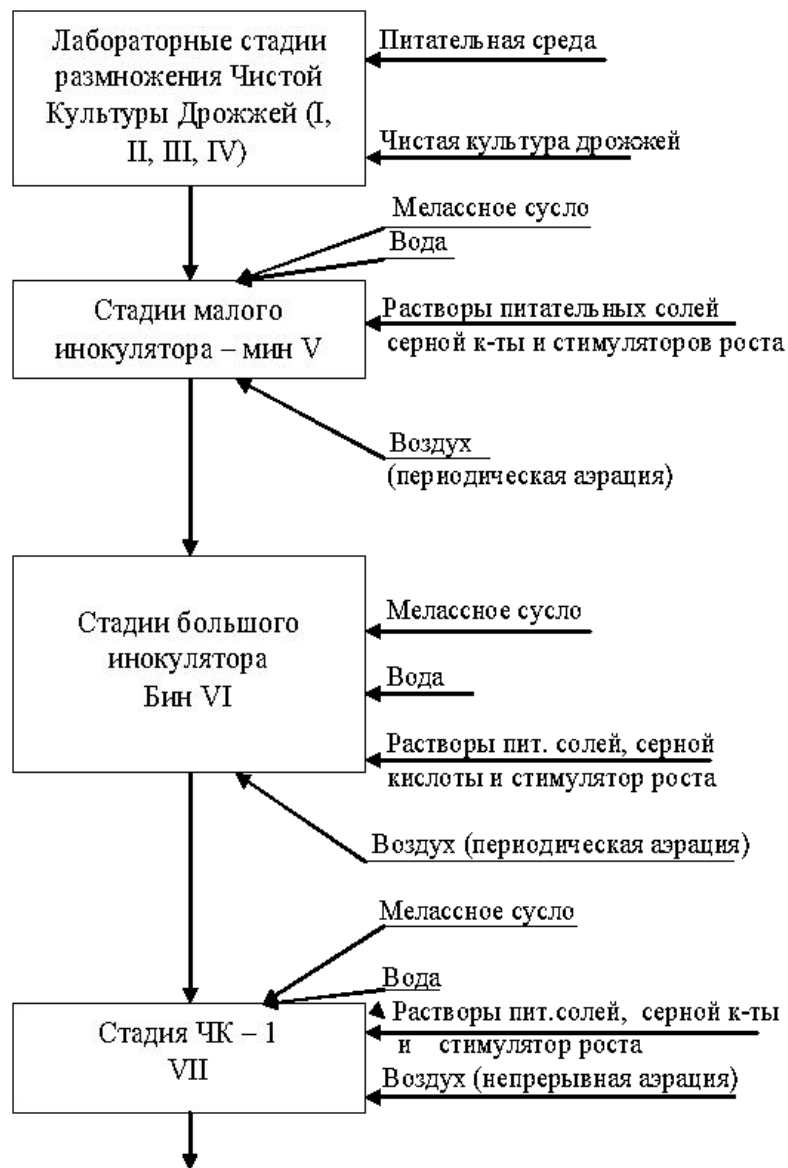 Лабораторные стадии
размножения Чистой
Культуры Дрожжей (I,
II, III, IV)
Питательная среда
Чистая культура дрожжей
Мелассное сусло
Вода
Стадии малого
инокулятора – мин V
Растворы питательных солей
серной к-ты и стимуляторов роста
Воздух
(периодическая аэрация)
Стадии большого
инокулятора
Бин VI
Мелассное сусло
Вода
Растворы пит. солей, серной
кислоты и стимулятор роста
Воздух (периодическая аэрация)
Мелассное сусло
Вода
Стадия ЧК – 1
VII
Растворы пит.солей, серной к-ты
и стимулятор роста
Воздух (непрерывная аэрация)